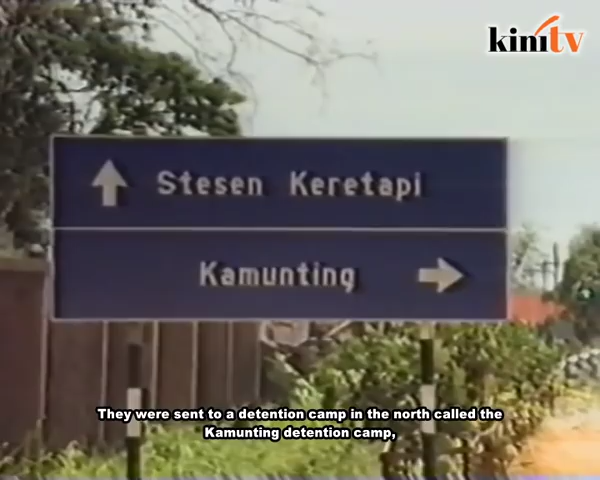 kinitv
Stesen Keretapi
Kamunting
They were sent to a detention camp in the north called the
Kamunting detention camp,